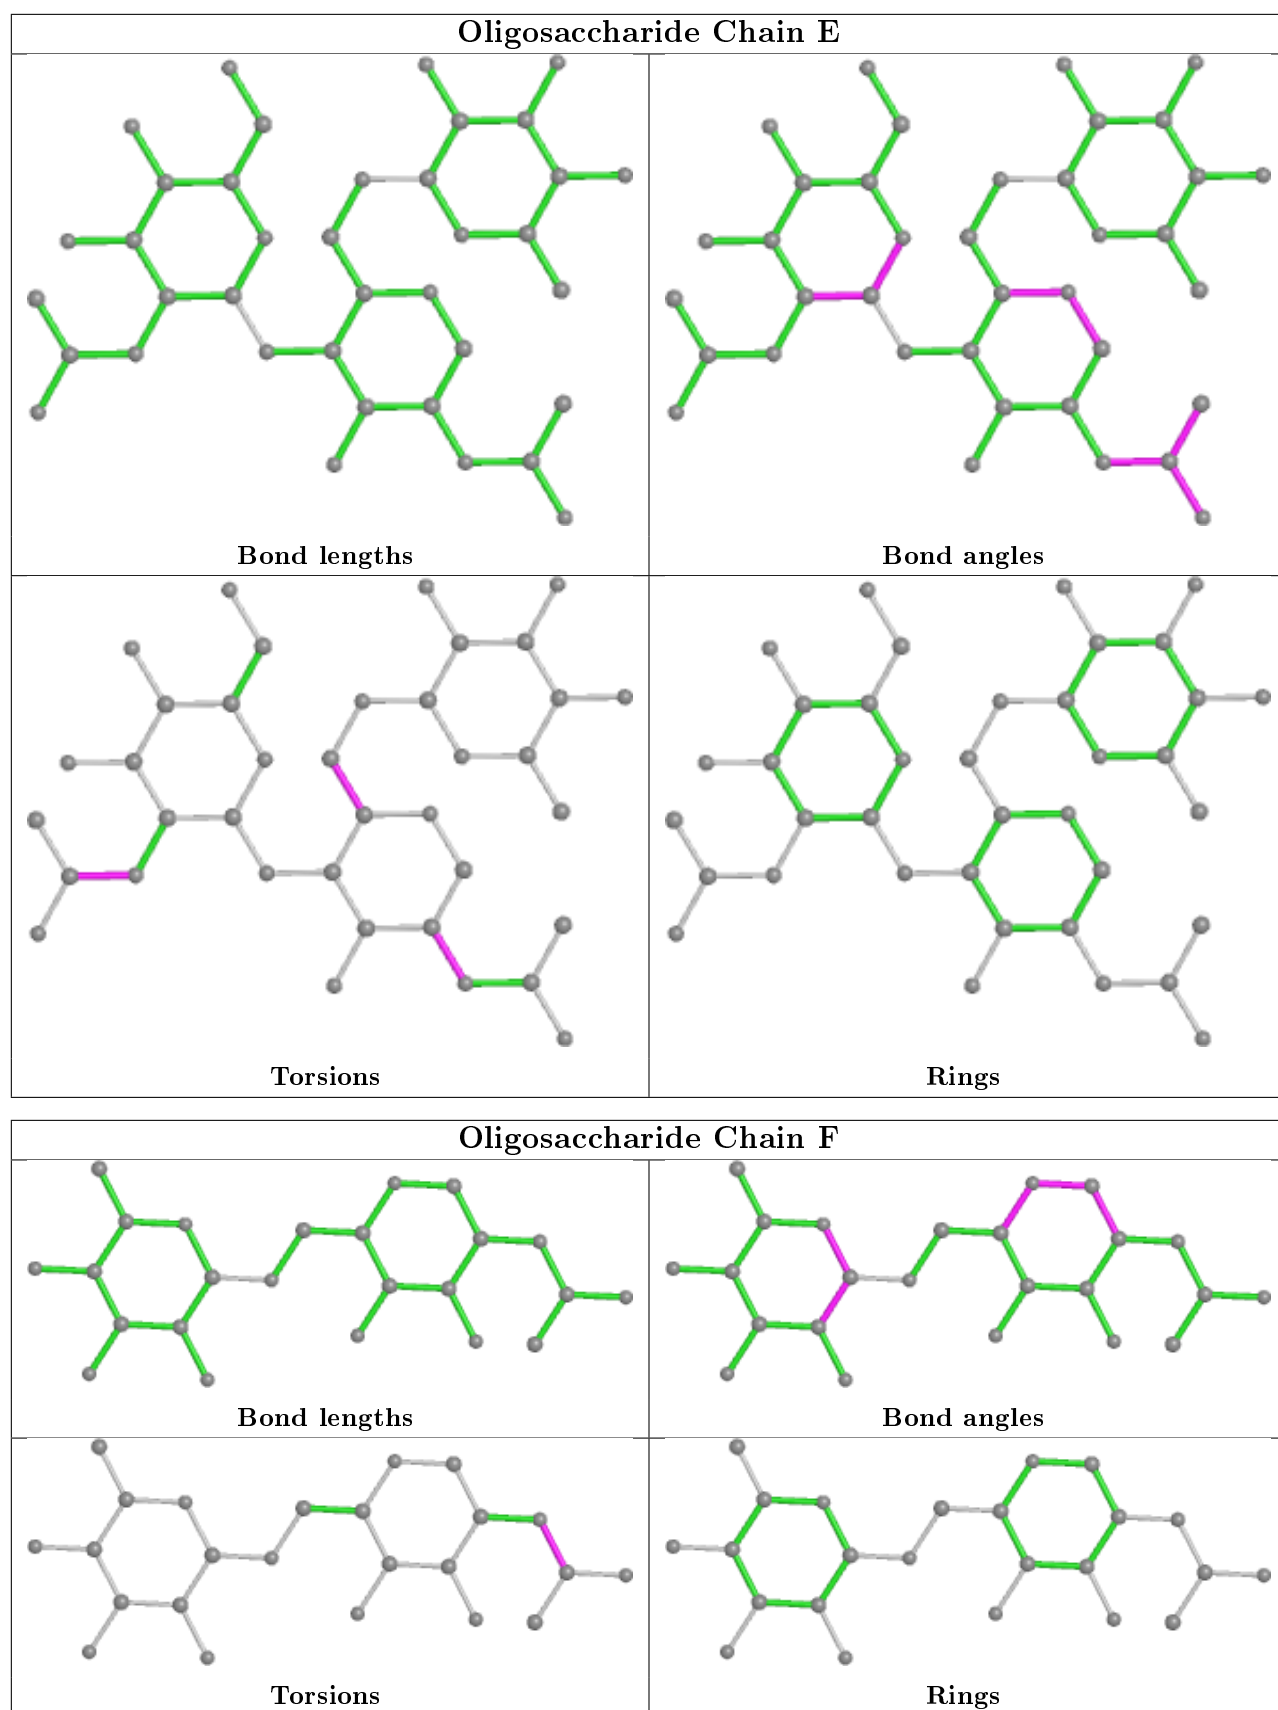 Oligosaccharide Chain E
Bond lengths
Bond angles
Torsions
Rings
Oligosaccharide Chain F
Bond lengths
Bond angles
Torsions
Rings